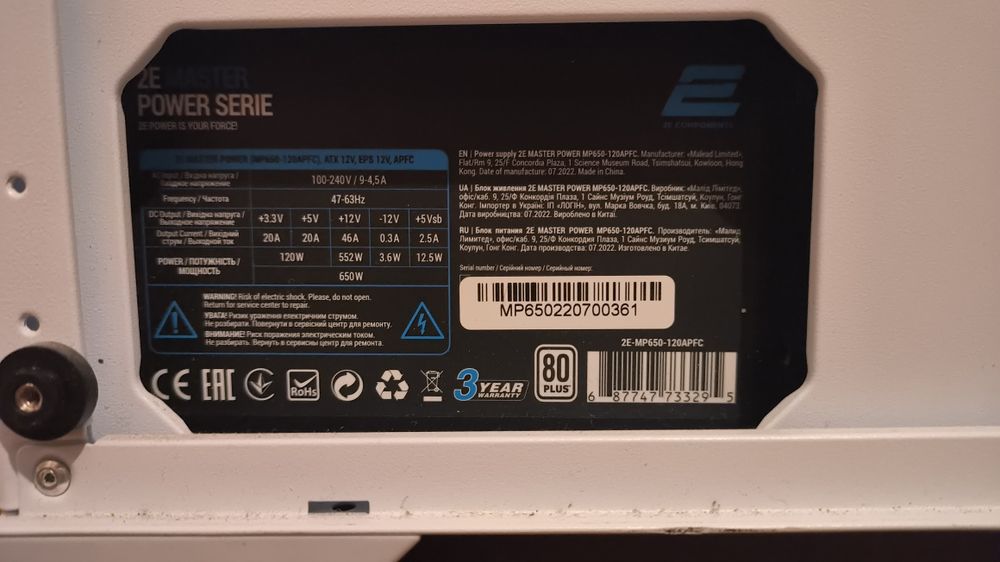 2E MASTER
POWER SERIE
2E POWER IS YOUR FORCE!
2E COMPONENTS
2E MASTER POWER (MP650-120APFC), ATX 12V, EPS 12V, APFC
AC Input / Вхідна напруга /
Входное напряжение
100-240V / 9-4,5A
Frequency / Частота
47-63Hz
DC Output / Вихідна напруга /
Выходное напряжение
+3.3V +5V +12V -12V +5Vsb
Output Current / Вихідний
струм / Выходной ток
20A 20A 46A 0.3A 2.5A
POWER / ПОТУЖНІСТЬ /
МОЩНОСТЬ
120W 552W 3.6W 12.5W
650W
WARNING! Risk of electric shock. Please, do not open.
Return for service center to repair.
УВАГА! Ризик ураження електричним струмом.
Не розбирати. Повернути в сервісний центр для ремонту.
ВНИМАНИЕ! Риск поражения электрическим током.
Не разбирать. Вернуть в сервисны центр для ремонта.
EN | Power supply 2E MASTER POWER MP650-120APFC. Manufacturer: «Malead Limited»,
Flat/Rm 9, 25/F Concordia Plaza, 1 Science Museum Road, Tsimshatsui, Kowloon, Hong
Kong. Date of manufacture: 07.2022. Made in China.
UA | Блок живлення 2E MASTER POWER MP650-120APFC. Виробник: «Малід Лімітед»,
офіс/каб. 9, 25/Ф Конкордія Плаза, 1 Сайнс Музіум Роуд, Тсімшатсуї, Коулун, Гонг
Конг. Імпортер в Україні: ІП «ЛОГІН», вул. Марка Вовчка, буд. 18А, м. Київ, 04073.
Дата виробництва: 07.2022. Вироблено в Китаї.
RU | Блок питания 2E MASTER POWER MP650-120APFC. Производитель: «Малид
Лимитед», офис/каб. 9, 25/Ф Конкордия Плаза, 1 Сайнс Музиум Роуд, Тсимшатсуй,
Коулун, Гонг Конг. Дата производства: 07.2022. Изготовлено в Китае.
Serial number / Серійний номер / Серийный номер:
MP650220700361
2E-MP650-120APFC
CE EAC RoHS
3 YEAR
WARRANTY
80
PLUS
6 87747 73329 5